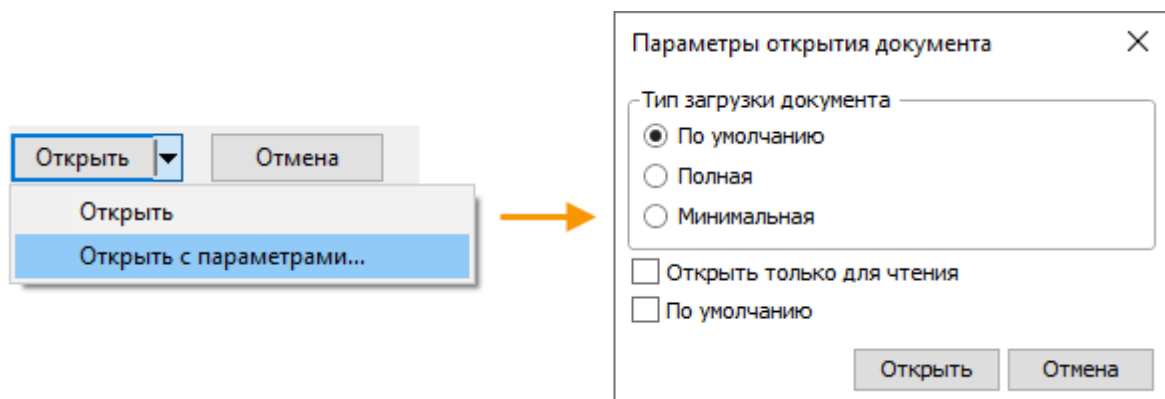 Открыть
Отмена
Открыть
Открыть с параметрами...
Параметры открытия документа
Тип загрузки документа
По умолчанию
Полная
Минимальная
Открыть только для чтения
По умолчанию
Открыть
Отмена